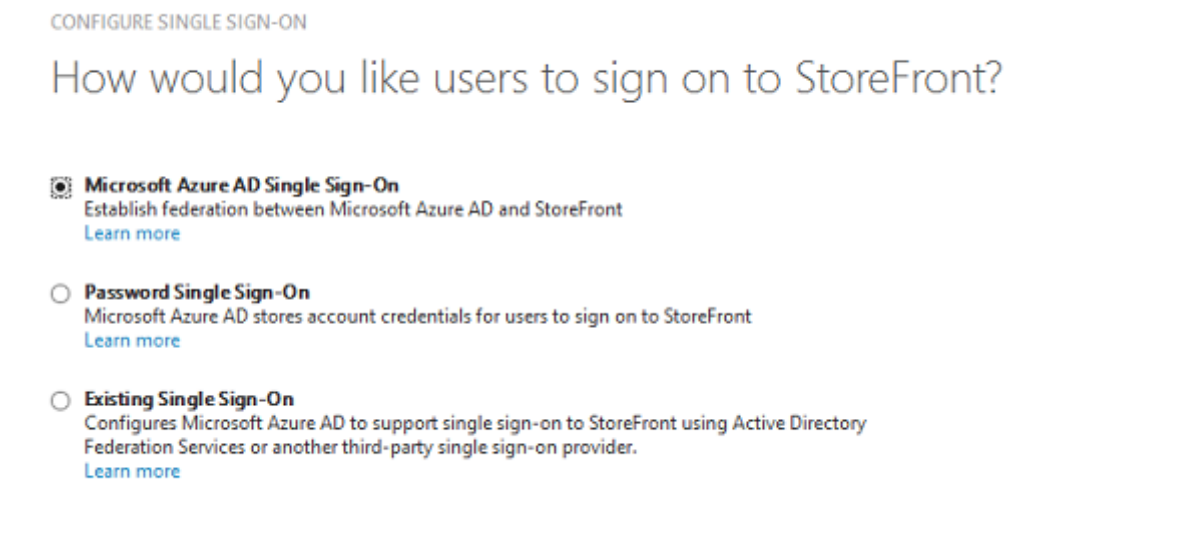 CONFIGURE SINGLE SIGN-ON
How would you like users to sign on to StoreFront?
Microsoft Azure AD Single Sign-On
Establish federation between Microsoft Azure AD and StoreFront
Learn more
Password Single Sign-On
Microsoft Azure AD stores account credentials for users to sign on to StoreFront
Learn more
Existing Single Sign-On
Configures Microsoft Azure AD to support single sign-on to StoreFront using Active Directory
Federation Services or another third-party single sign-on provider.
Learn more